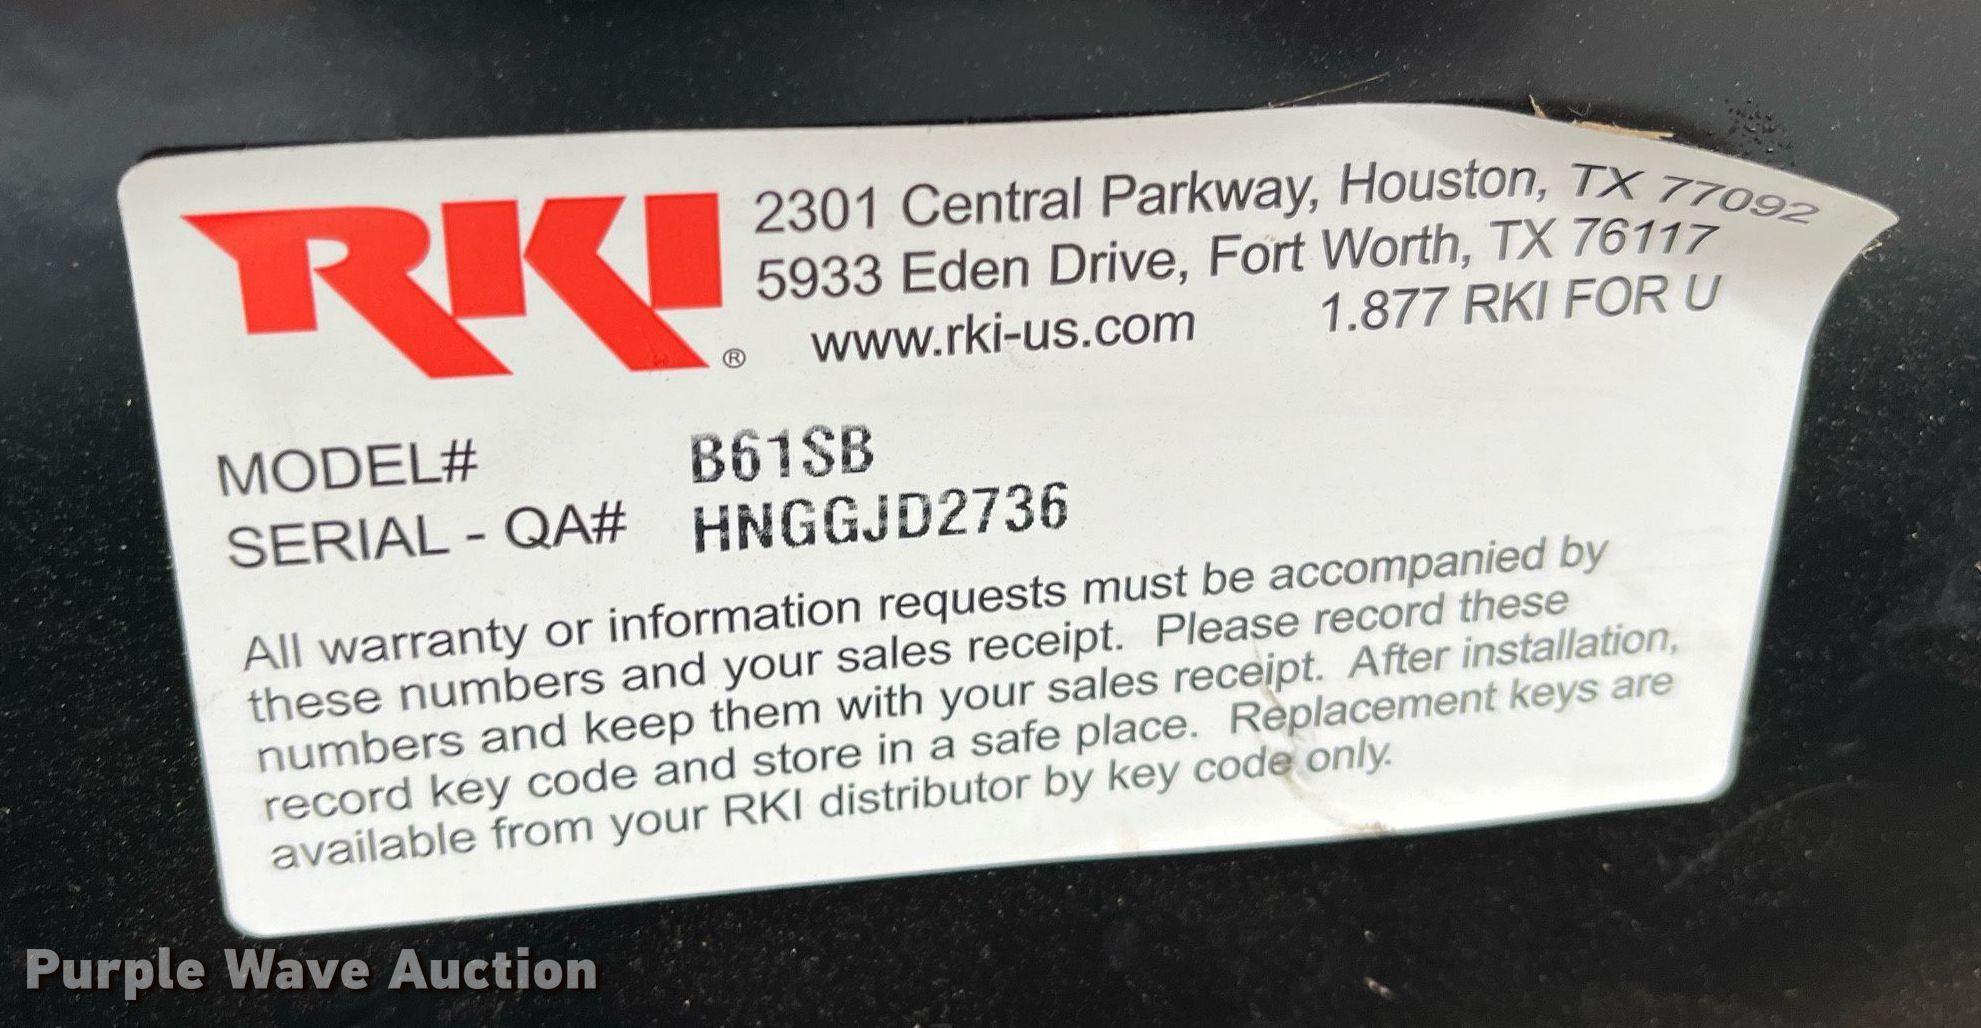 RKI®
2301 Central Parkway, Houston, TX 77092
5933 Eden Drive, Fort Worth, TX 76117
www.rki-us.com 1.877 RKI FOR U
MODEL# B61SB
SERIAL - QA# HNGGJD2736
All warranty or information requests must be accompanied by
these numbers and your sales receipt. Please record these
numbers and keep them with your sales receipt. After installation,
record key code and store in a safe place. Replacement keys are
available from your RKI distributor by key code only.
Purple Wave Auction